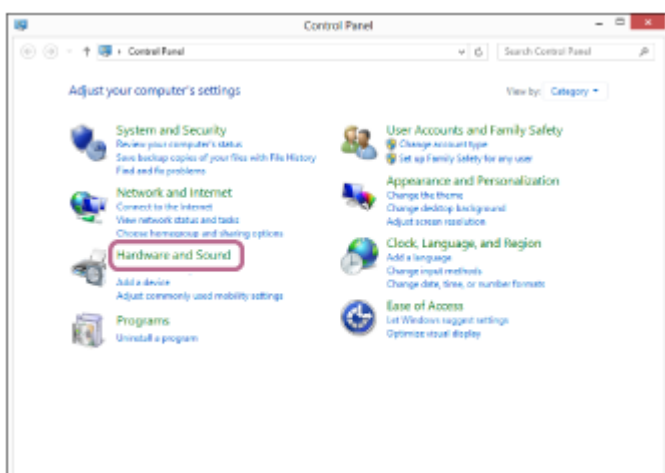 Control Panel
Control Panel
Search Control Panel
Adjust your computer's settings
View by: Category
System and Security
Review your computer's status
Save backup copies of your files with File History
Find and fix problems
Network and Internet
Connect to the Internet
View network status and tasks
Choose homegroup and sharing options
Hardware and Sound
Add a device
Adjust commonly used mobility settings
Programs
Uninstall a program
User Accounts and Family Safety
Change account type
Set up Family Safety for any user
Appearance and Personalization
Change the theme
Change desktop background
Adjust screen resolution
Clock, Language, and Region
Add a language
Change input methods
Change date, time, or number formats
Ease of Access
Let Windows suggest settings
Optimize visual display